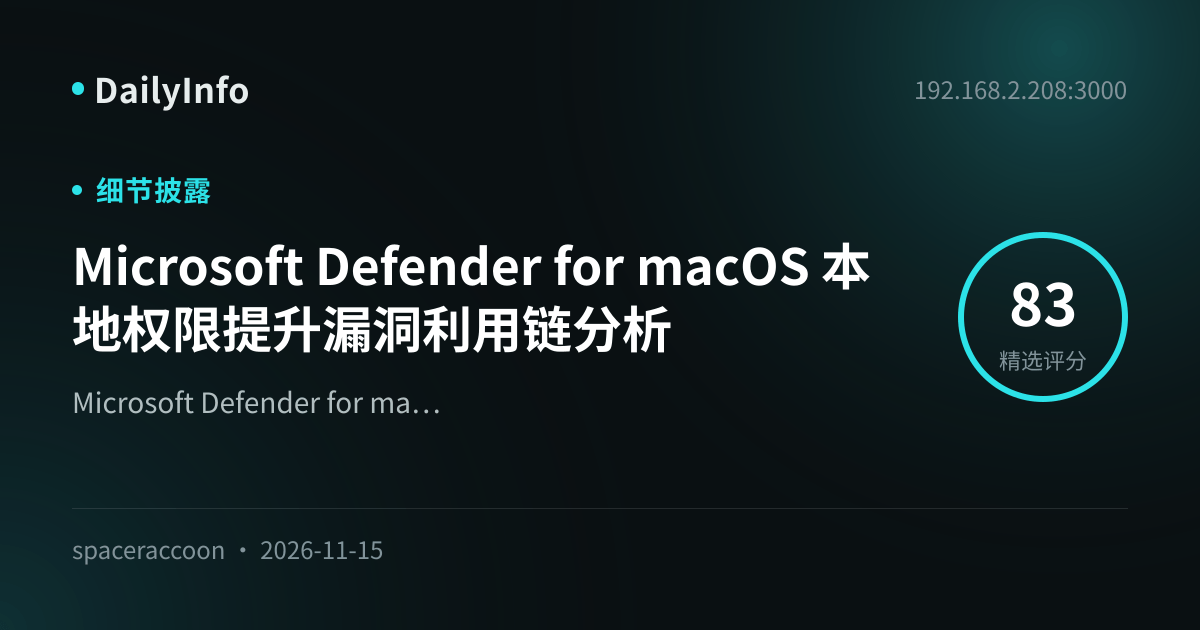 DailyInfo
192.168.2.208:3000
细节披露
Microsoft Defender for macOS 本
地权限提升漏洞利用链分析
Microsoft Defender for ma…
83
精选评分
spaceraccoon · 2026-11-15